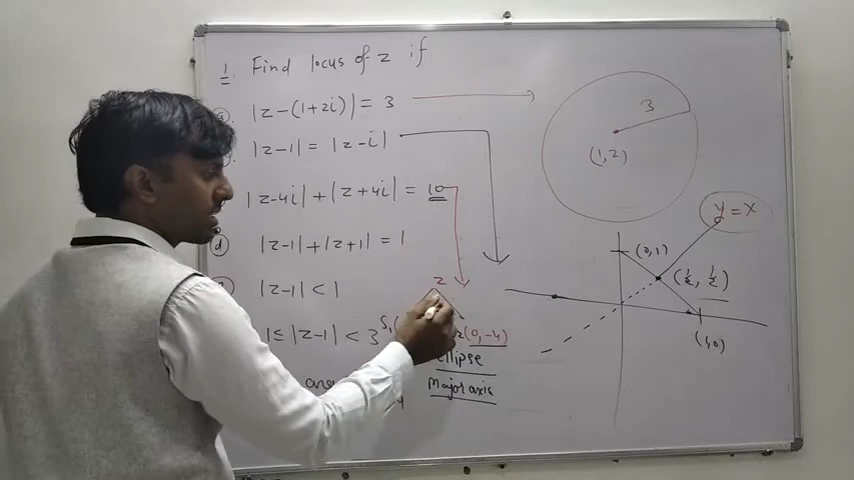 1. Find locus of z if
|z-(1+2i)| = 3
|z-1| = |z-i|
|z-4i|+|z+4i| = 10
(d) |z-1|+|z+1| = 1
|z-1| < 1
1 ≤ |z-1| < 3
3
(1,2)
y=x
(0,1)
(1/2, 1/2)
(1,0)
z
S,
(0,-4)
ellipse
Major axis